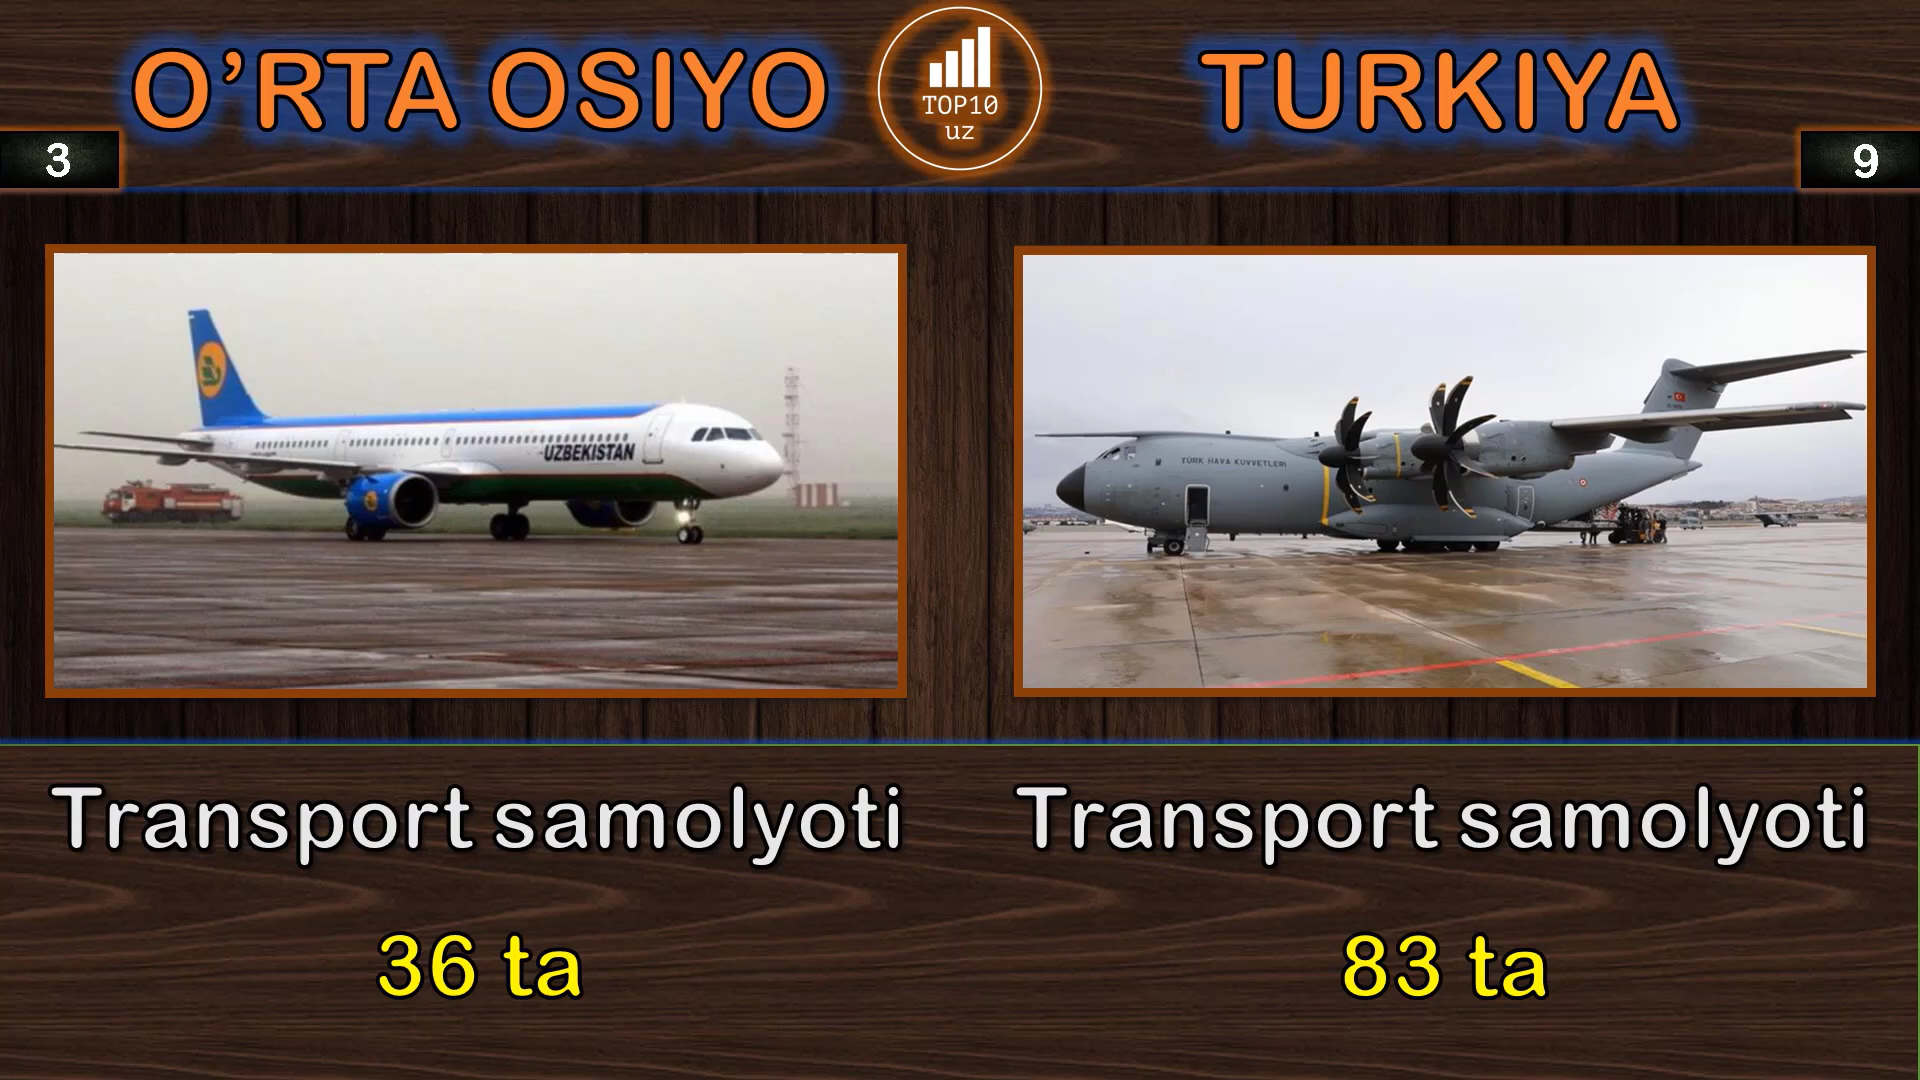 O’RTA OSIYO
TOP10
uz
TURKIYA
3
9
UZBEKISTAN
TÜRK HAVA KUVVETLERI
Transport samolyoti
Transport samolyoti
36 ta
83 ta